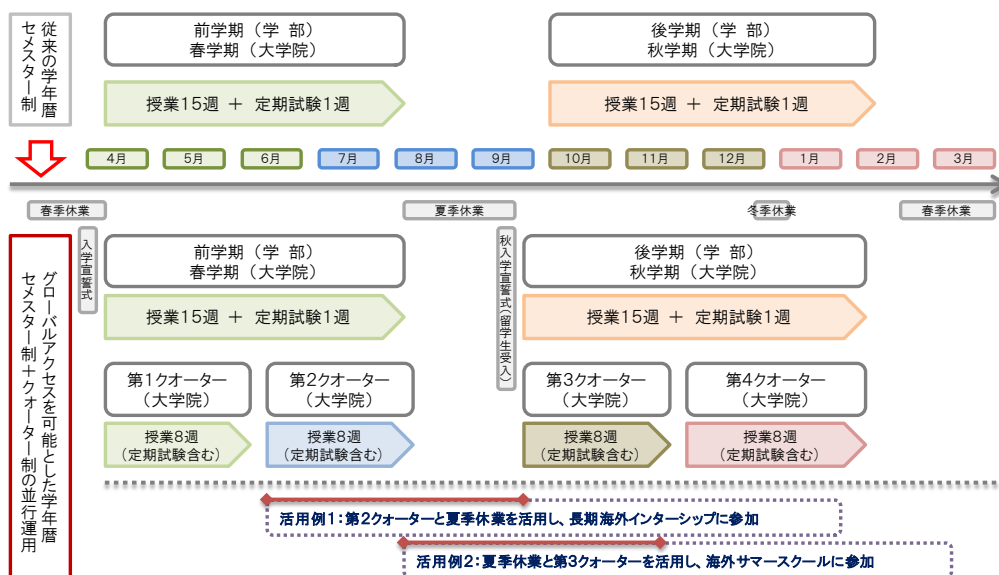 従来の学年暦
セメスター制
前学期（学 部）
春学期（大学院）
後学期（学 部）
秋学期（大学院）
授業15週 ＋ 定期試験1週
授業15週 ＋ 定期試験1週
4月
5月
6月
7月
8月
9月
10月
11月
12月
1月
2月
3月
春季休業
夏季休業
冬季休業
春季休業
グローバルアクセスを可能とした学年暦
セメスター制＋クォーター制の並行運用
入学宣誓式
前学期（学 部）
春学期（大学院）
秋入学宣誓式(留学生受入)
後学期（学 部）
秋学期（大学院）
授業15週 ＋ 定期試験1週
授業15週 ＋ 定期試験1週
第1クオーター
（大学院）
第2クオーター
（大学院）
第3クオーター
（大学院）
第4クオーター
（大学院）
授業8週
(定期試験含む)
授業8週
(定期試験含む)
授業8週
(定期試験含む)
授業8週
(定期試験含む)
活用例1：第2クォーターと夏季休業を活用し、長期海外インターシップに参加
活用例2：夏季休業と第3クォーターを活用し、海外サマースクールに参加